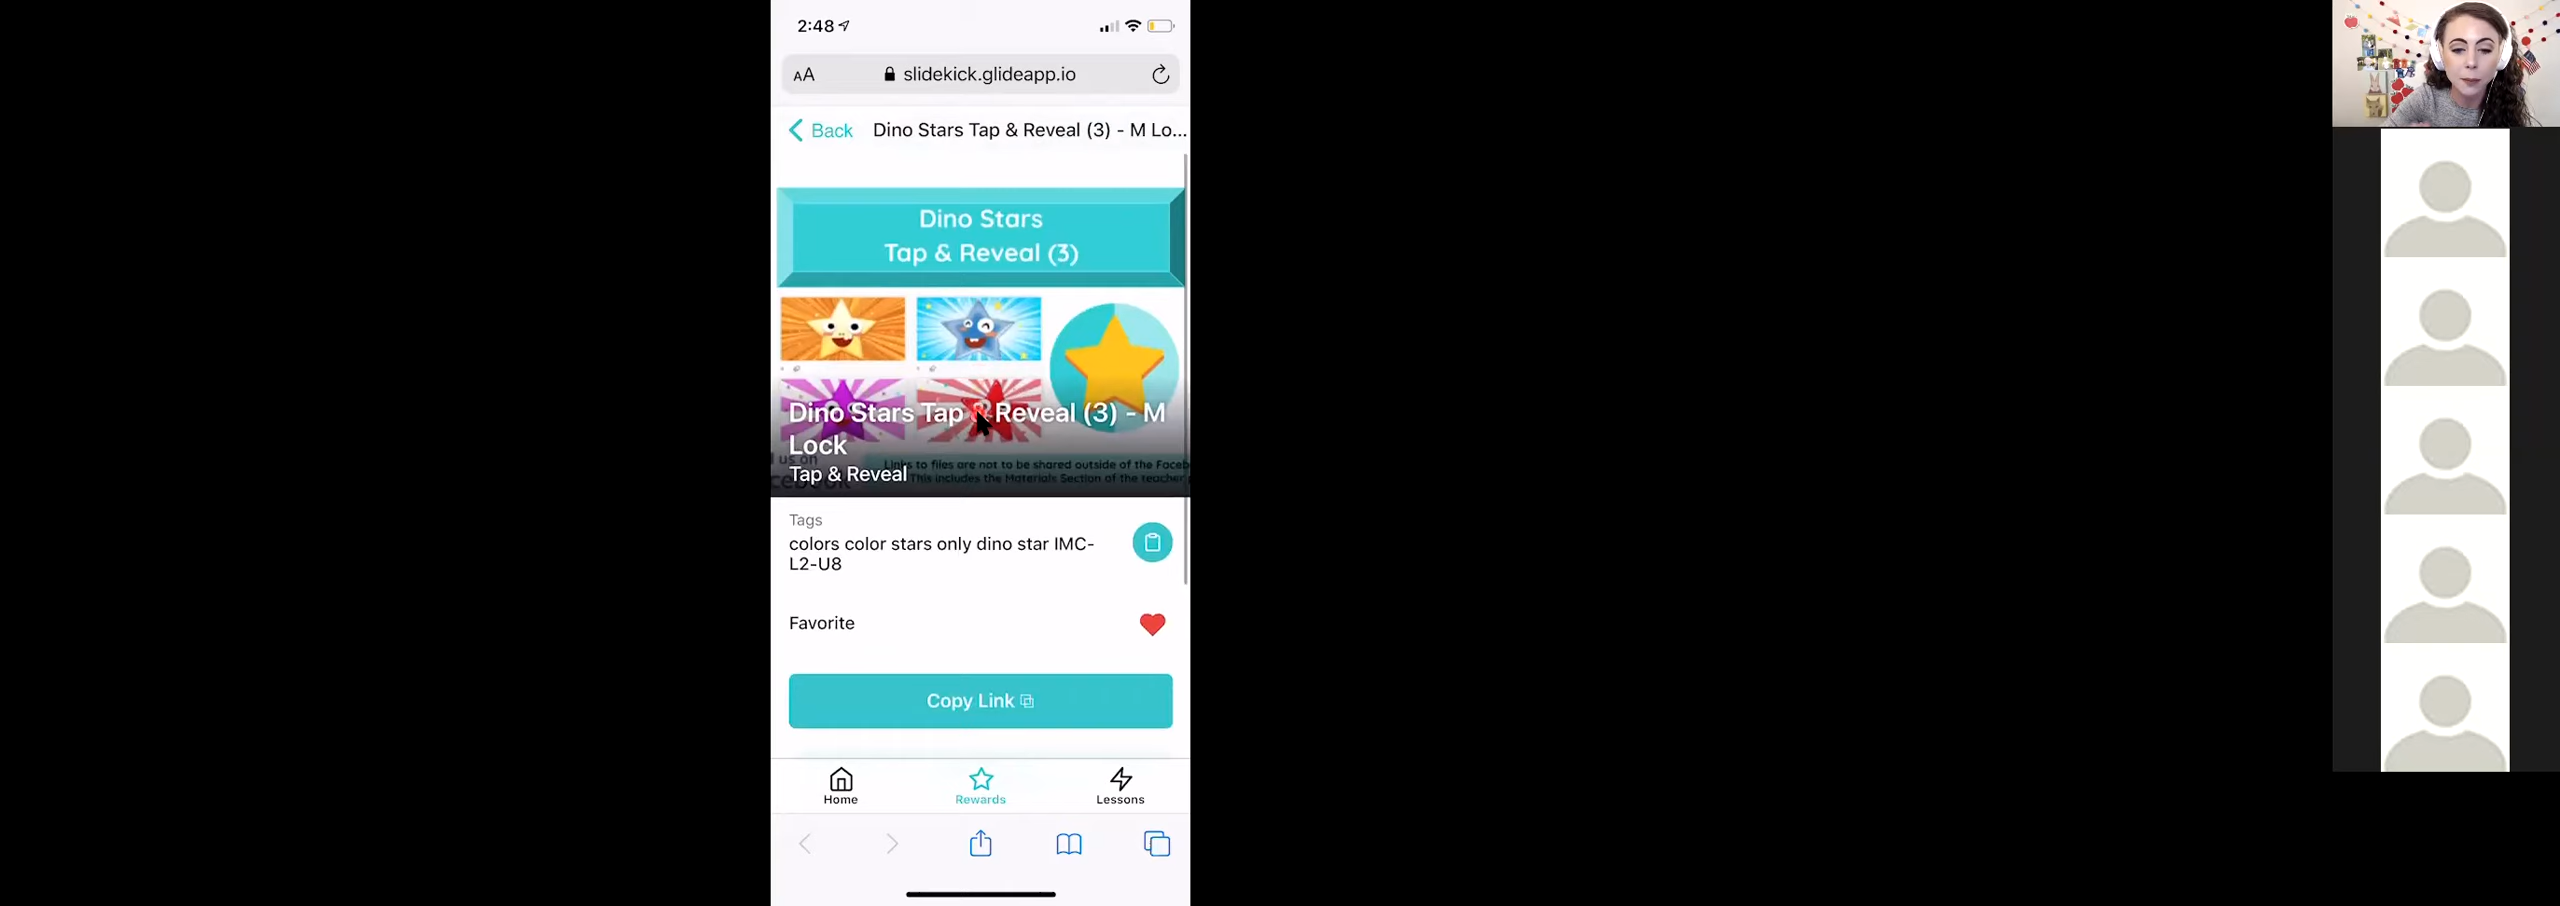 2:48
AA slidekick.glideapp.io
Back Dino Stars Tap & Reveal (3) - M Lo...
Dino Stars
Tap & Reveal (3)
Dino Stars Tap & Reveal (3) - M
Lock
us on Links to files are not to be shared outside of the Faceb
Tap & Reveal This includes the Materials Section of the teacher
Tags
colors color stars only dino star IMC-
L2-U8
Favorite
Copy Link
Home Rewards Lessons